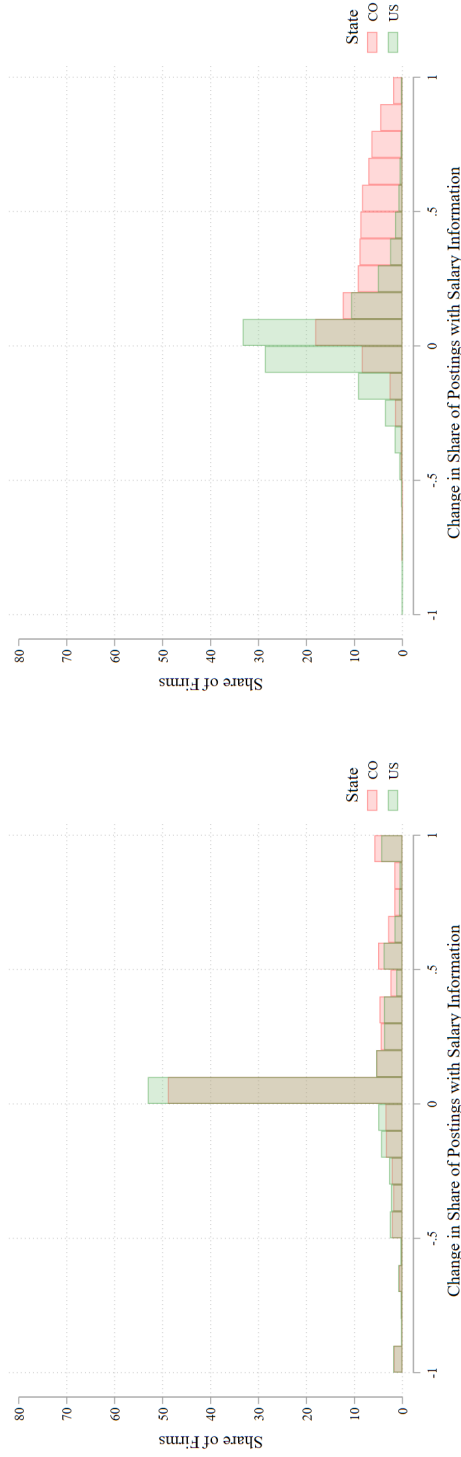 Share of Firms
80
70
60
50
40
30
20
10
0
-1
-.5
0
.5
1
Change in Share of Postings with Salary Information
State
CO
US
Share of Firms
80
70
60
50
40
30
20
10
0
-1
-.5
0
.5
1
Change in Share of Postings with Salary Information
State
CO
US